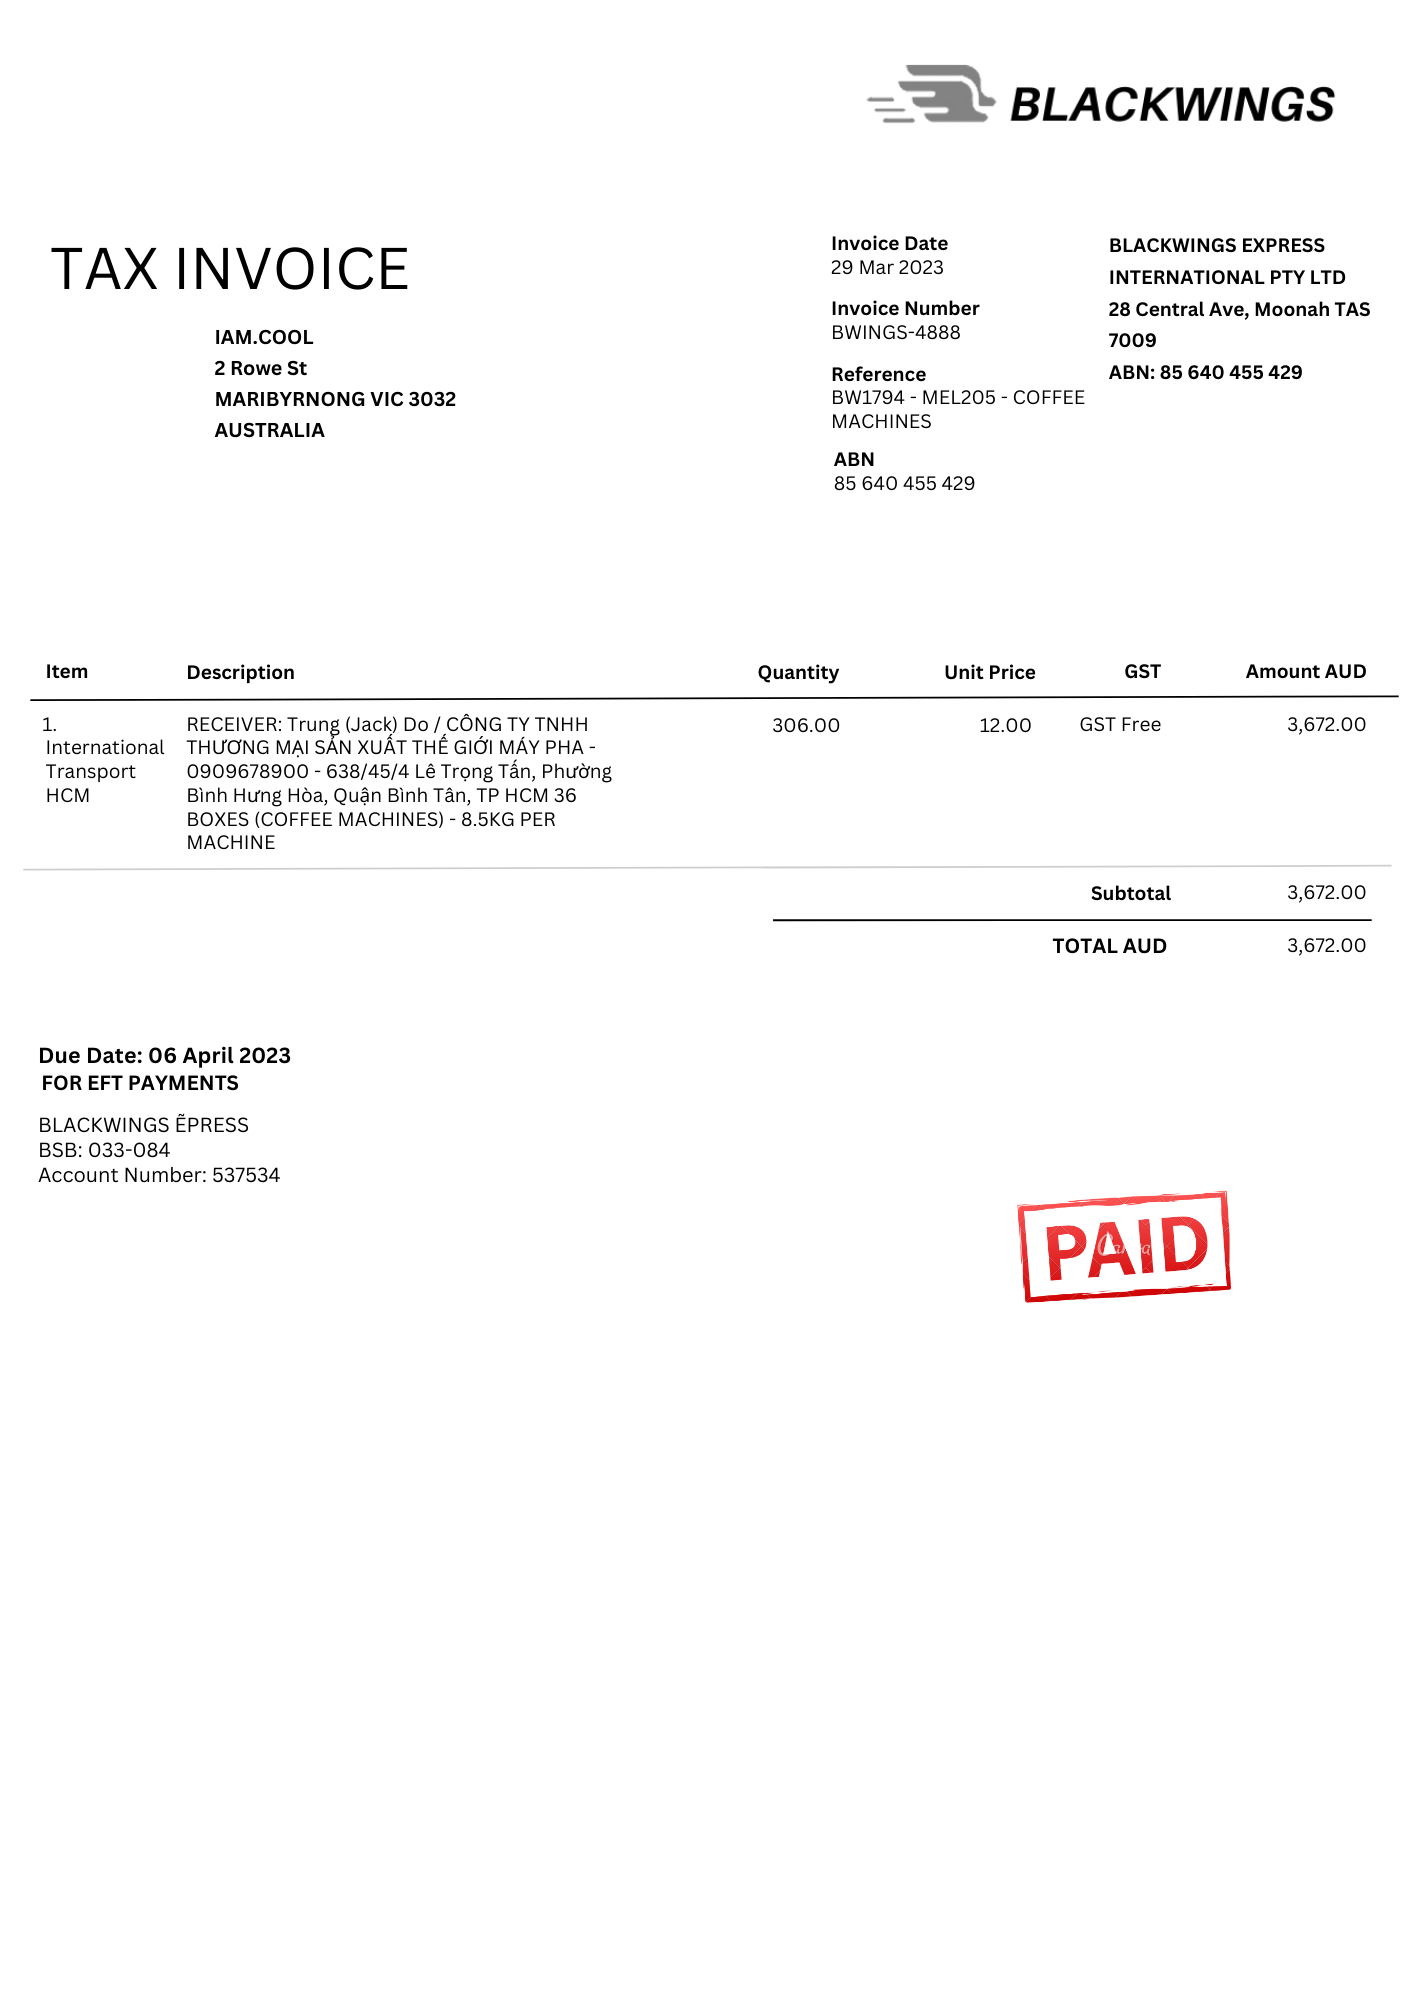 BLACKWINGS
TAX INVOICE
IAM.COOL
2 Rowe St
MARIBYRNONG VIC 3032
AUSTRALIA
Invoice Date
29 Mar 2023
Invoice Number
BWINGS-4888
Reference
BW1794 - MEL205 - COFFEE
MACHINES
ABN
85 640 455 429
BLACKWINGS EXPRESS
INTERNATIONAL PTY LTD
28 Central Ave, Moonah TAS
7009
ABN: 85 640 455 429
Item Description Quantity Unit Price GST Amount AUD
1.
International
Transport
HCM
RECEIVER: Trung (Jack) Do / CÔNG TY TNHH
THƯƠNG MẠI SẢN XUẤT THẾ GIỚI MÁY PHA -
0909678900 - 638/45/4 Lê Trọng Tấn, Phường
Bình Hưng Hòa, Quận Bình Tân, TP HCM 36
BOXES (COFFEE MACHINES) - 8.5KG PER
MACHINE
306.00 12.00 GST Free 3,672.00
Subtotal 3,672.00
TOTAL AUD 3,672.00
Due Date: 06 April 2023
FOR EFT PAYMENTS
BLACKWINGS ẼPRESS
BSB: 033-084
Account Number: 537534
PAID
Canva